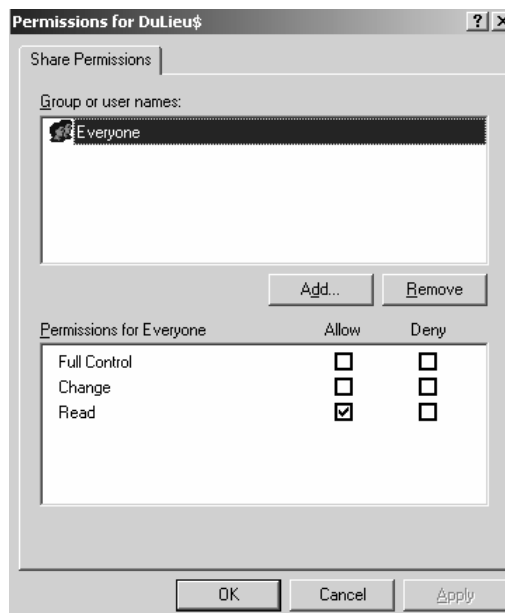 Permissions for DuLieu$
Share Permissions
Group or user names:
Everyone
Add... Remove
Permissions for Everyone Allow Deny
Full Control
Change
Read
OK Cancel Apply